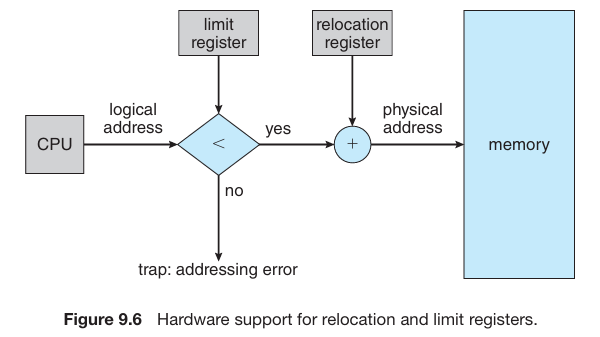 limit
register
relocation
register
logical
address
physical
address
CPU
<
yes
+
memory
no
trap: addressing error
Figure 9.6 Hardware support for relocation and limit registers.